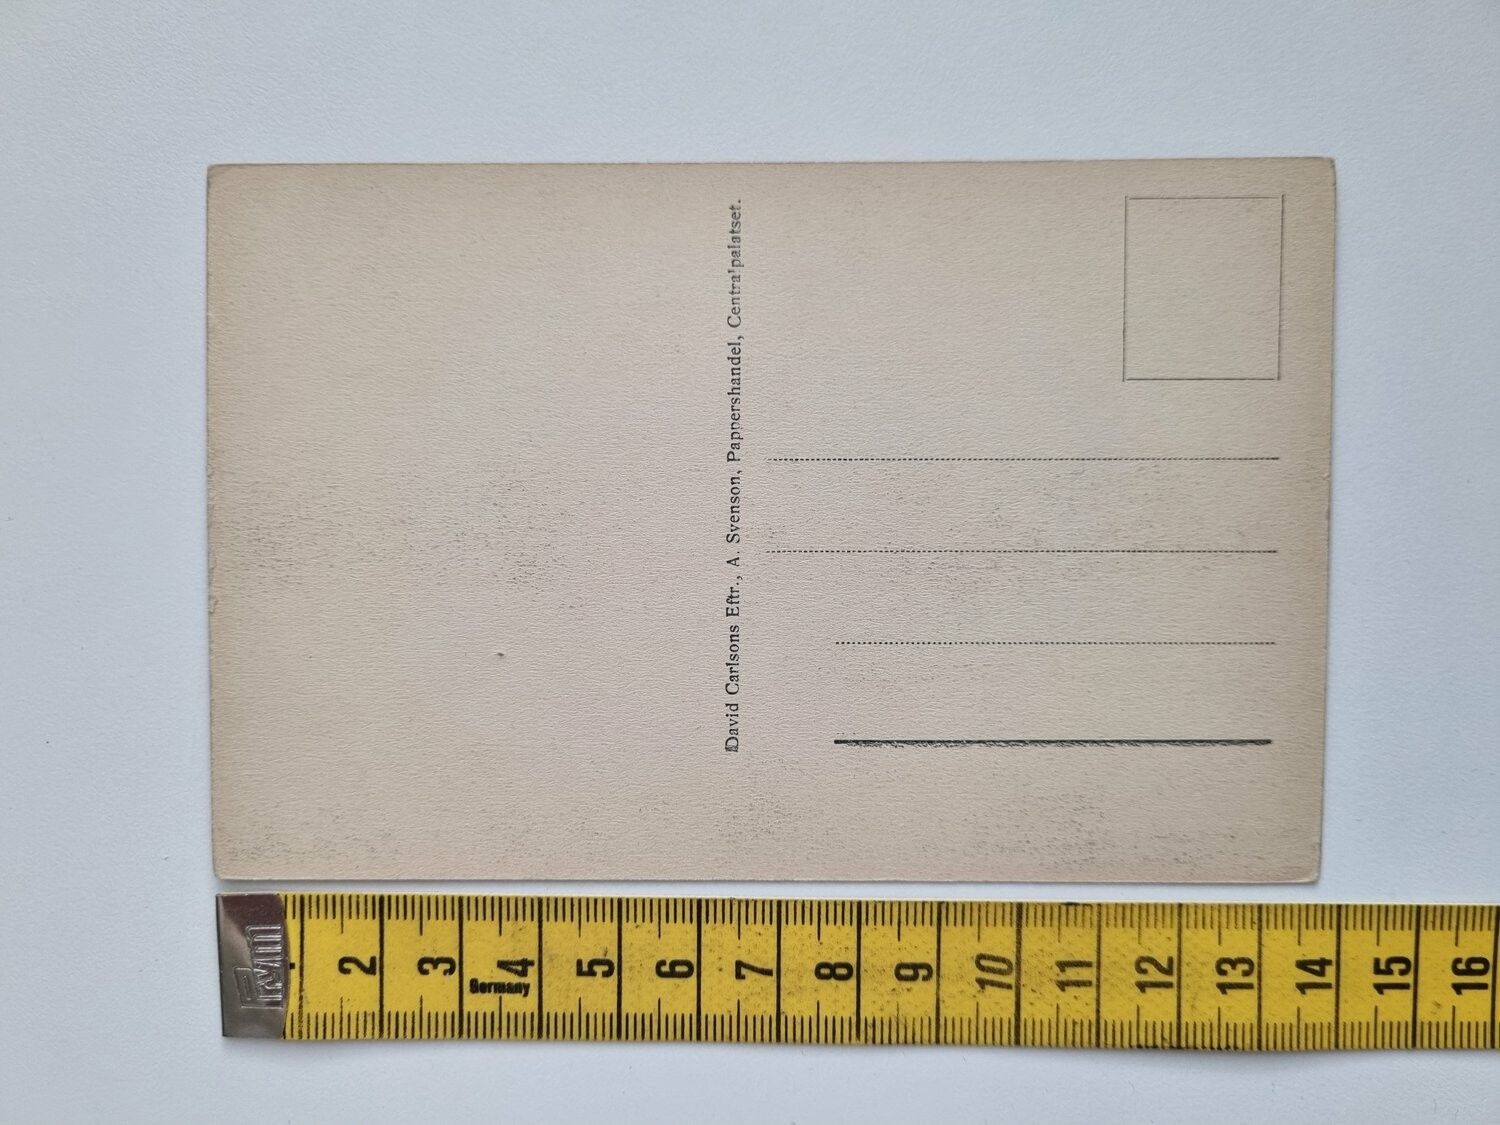 David Carlsons Eftr., A. Svenson, Pappershandel, Centralpalatset.
Prym
Germany
2 3 4 5 6 7 8 9 10 11 12 13 14 15 16